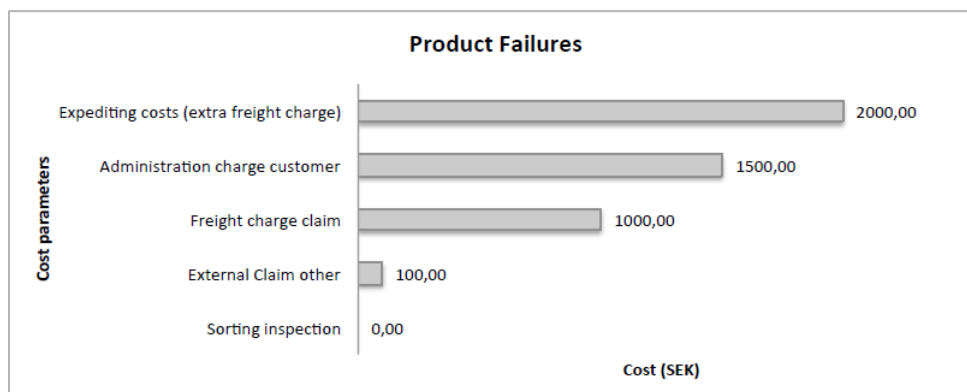 Product Failures
Expediting costs (extra freight charge)
2000,00
Administration charge customer
1500,00
Freight charge claim
1000,00
External Claim other
100,00
Sorting inspection
0,00
Cost parameters
Cost (SEK)